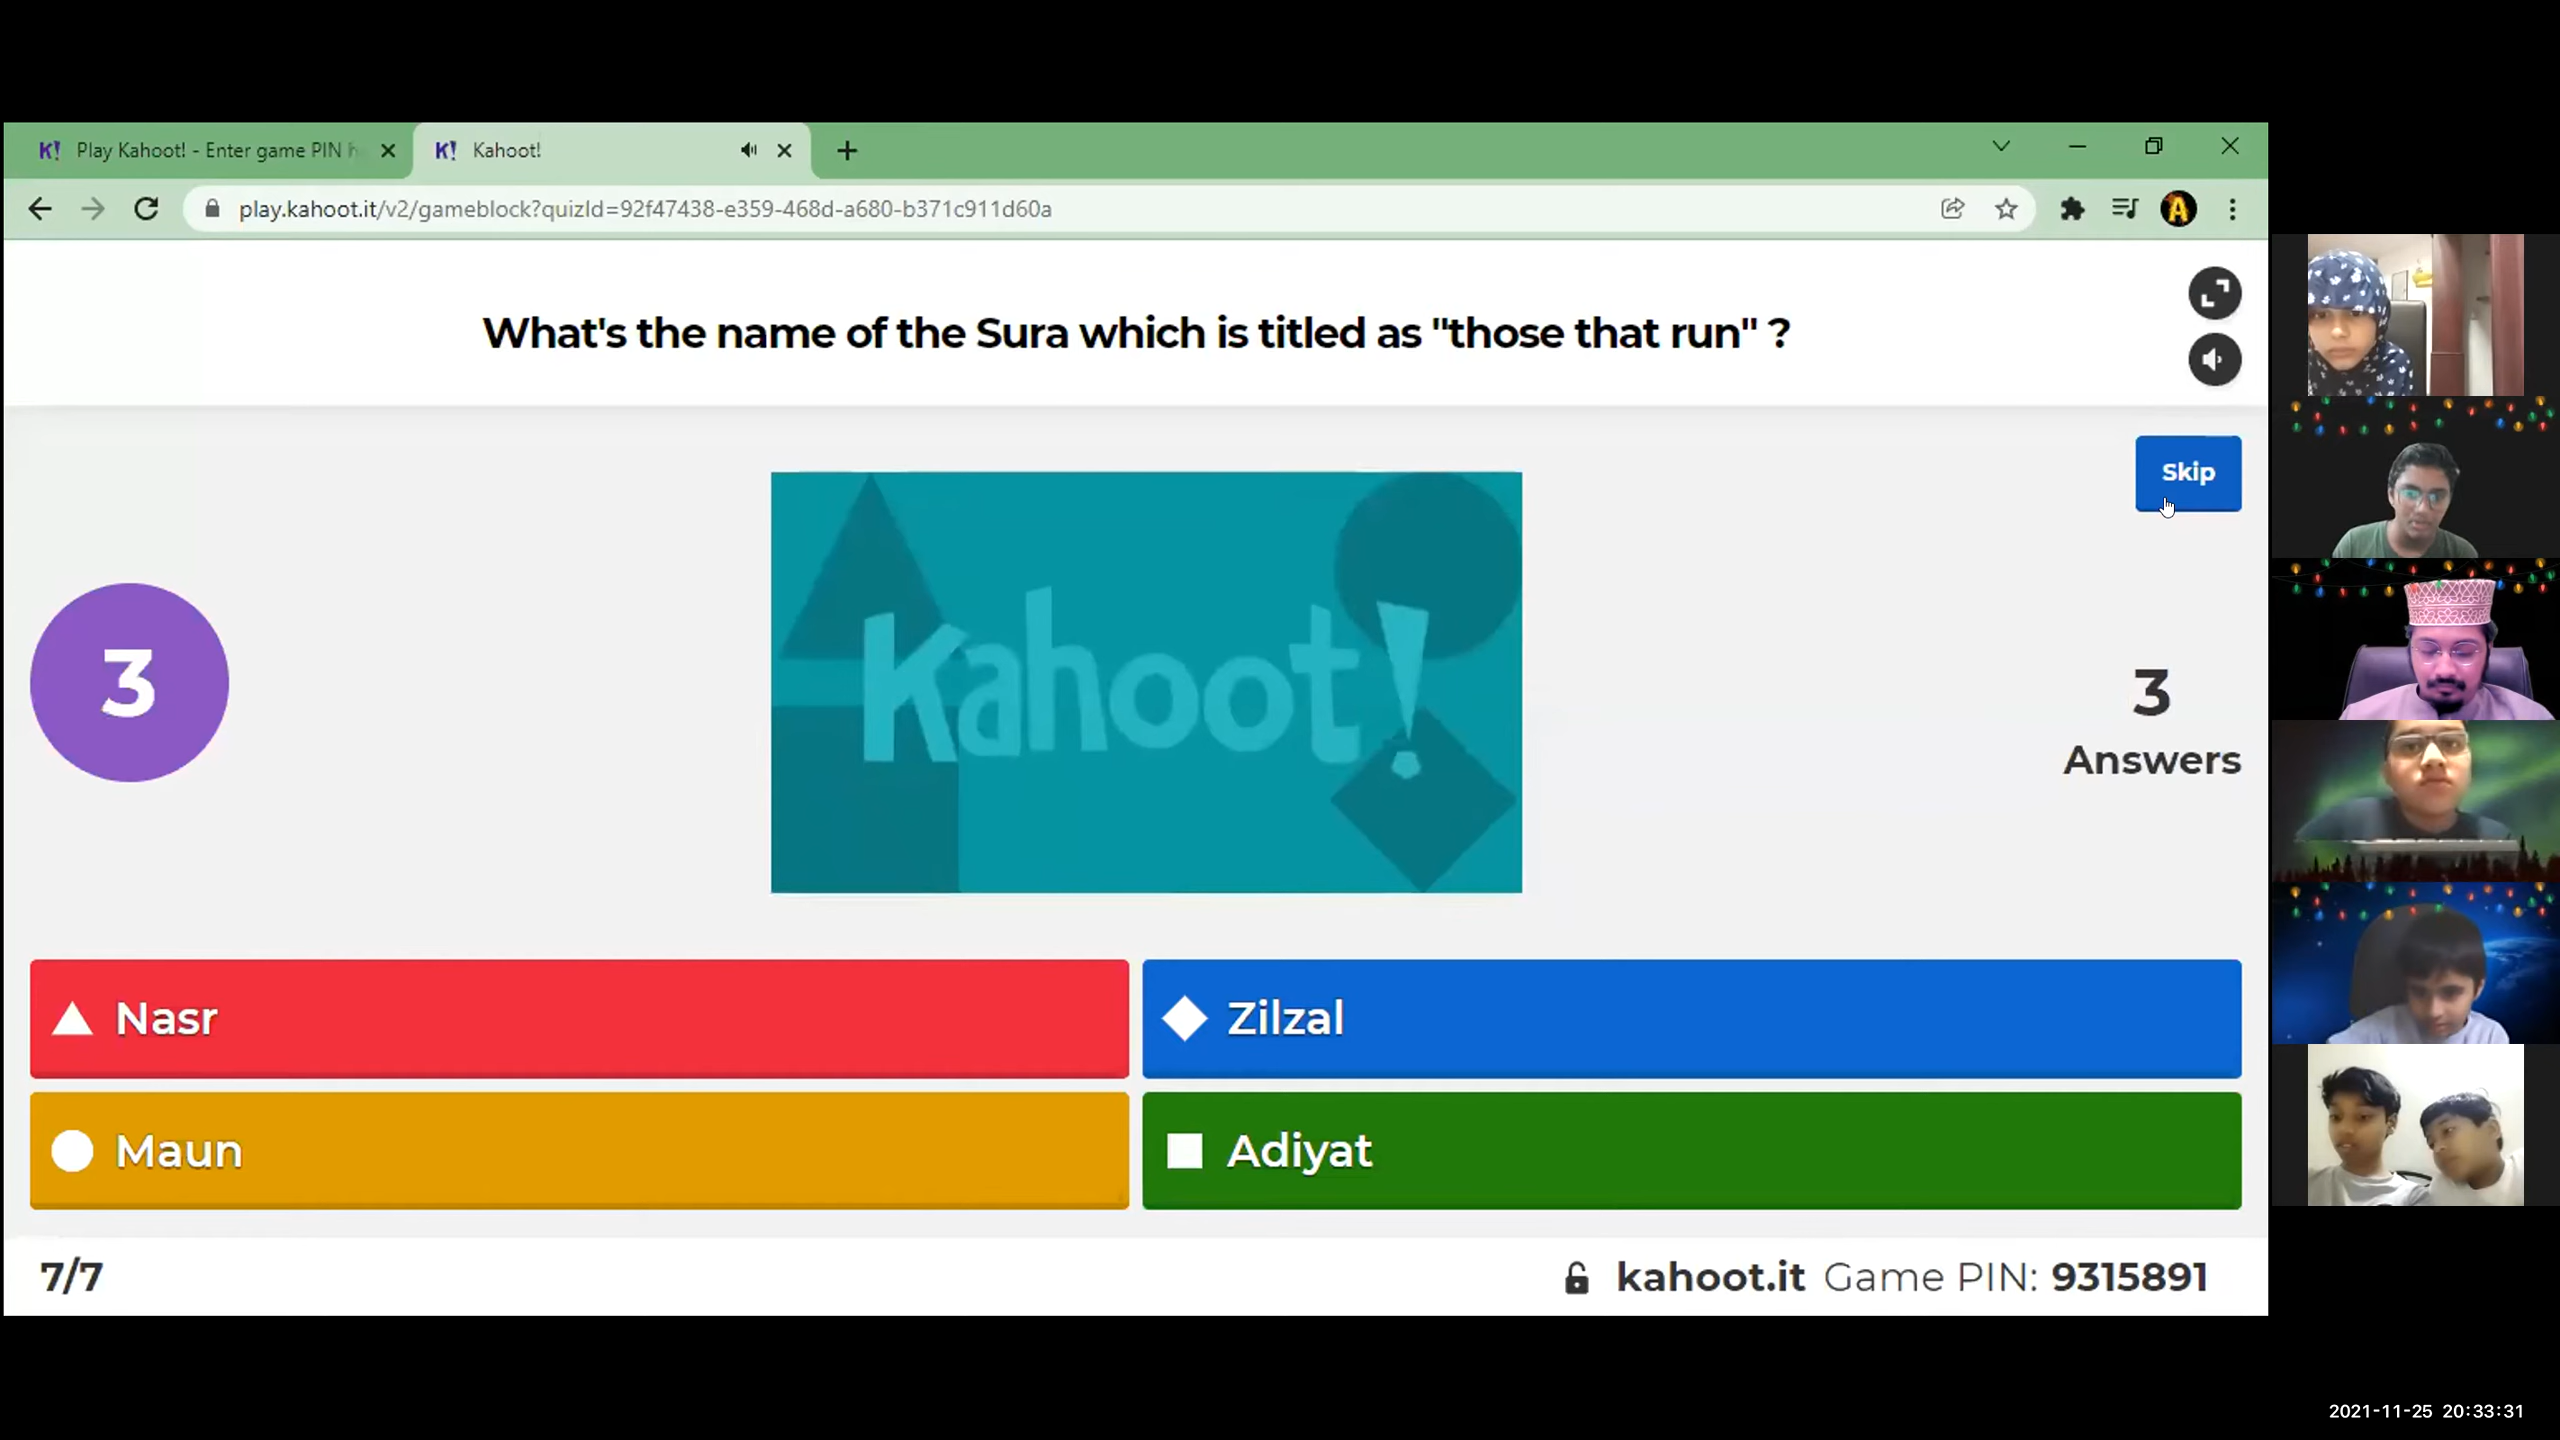 Play Kahoot! - Enter game PIN h
Kahoot!
play.kahoot.it/v2/gameblock?quizId=92f47438-e359-468d-a680-b371c911d60a
A
What's the name of the Sura which is titled as "those that run" ?
Skip
3
Kahoot!
3
Answers
Nasr
Zilzal
Maun
Adiyat
7/7
kahoot.it Game PIN: 9315891
2021-11-25 20:33:31